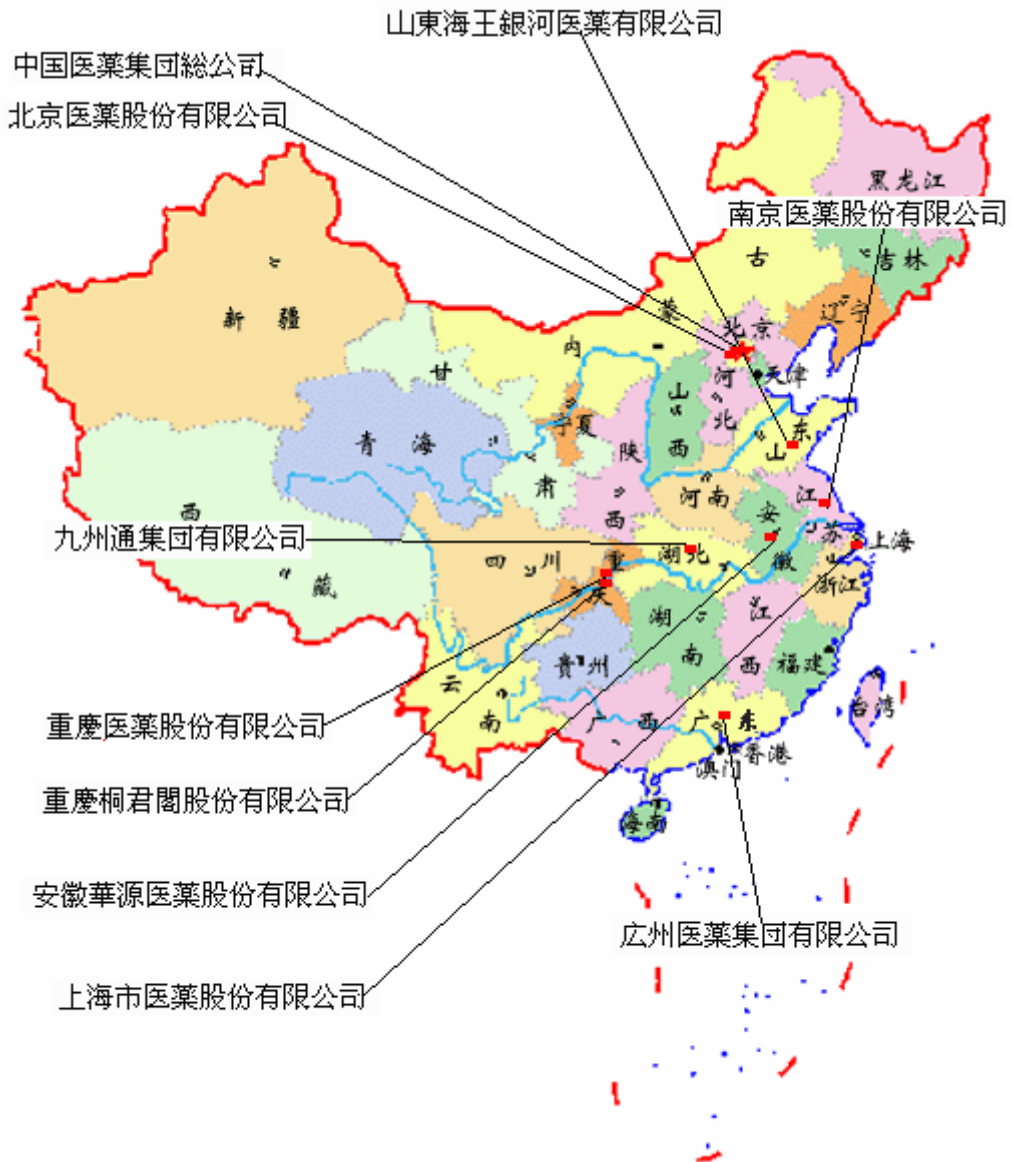 山東海王銀河医薬有限公司
中国医薬集団総公司
北京医薬股份有限公司
黑龙江
南京医薬股份有限公司
吉林
古
辽宁
新疆
蒙
北京
内
甘
河
天津
山
北
东
青海
宁夏
陕
西
山
肃
河南
江
西
安
九州通集団有限公司
西
苏
上海
湖北
四川
重
徽
藏
庆
浙江
湖
江
南
西
福建
贵州
云
台湾
重慶医薬股份有限公司
南
广西
广东
香港
澳门
重慶桐君閣股份有限公司
海南
安徽華源医薬股份有限公司
広州医薬集団有限公司
上海市医薬股份有限公司